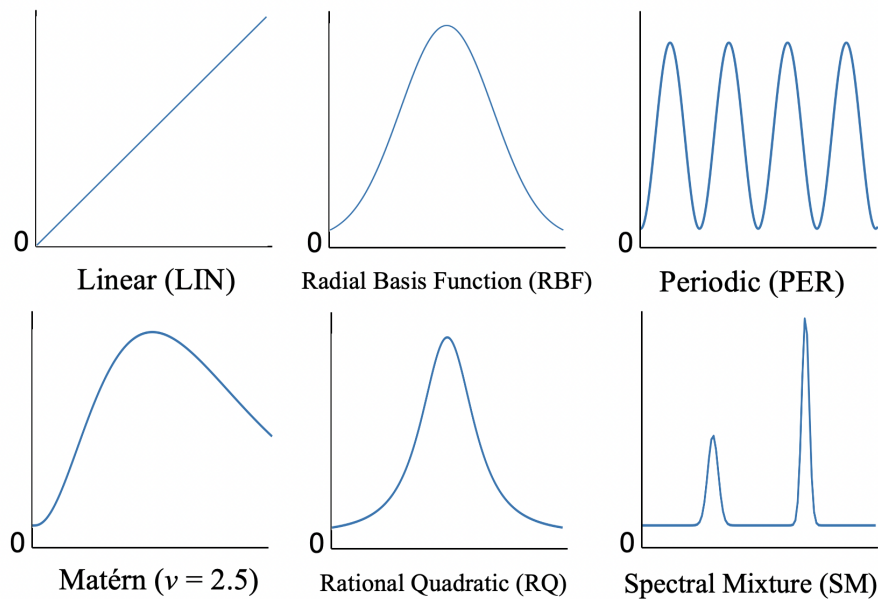 0 0 0
Linear (LIN) Radial Basis Function (RBF) Periodic (PER)
0 0 0
Matérn (v = 2.5) Rational Quadratic (RQ) Spectral Mixture (SM)